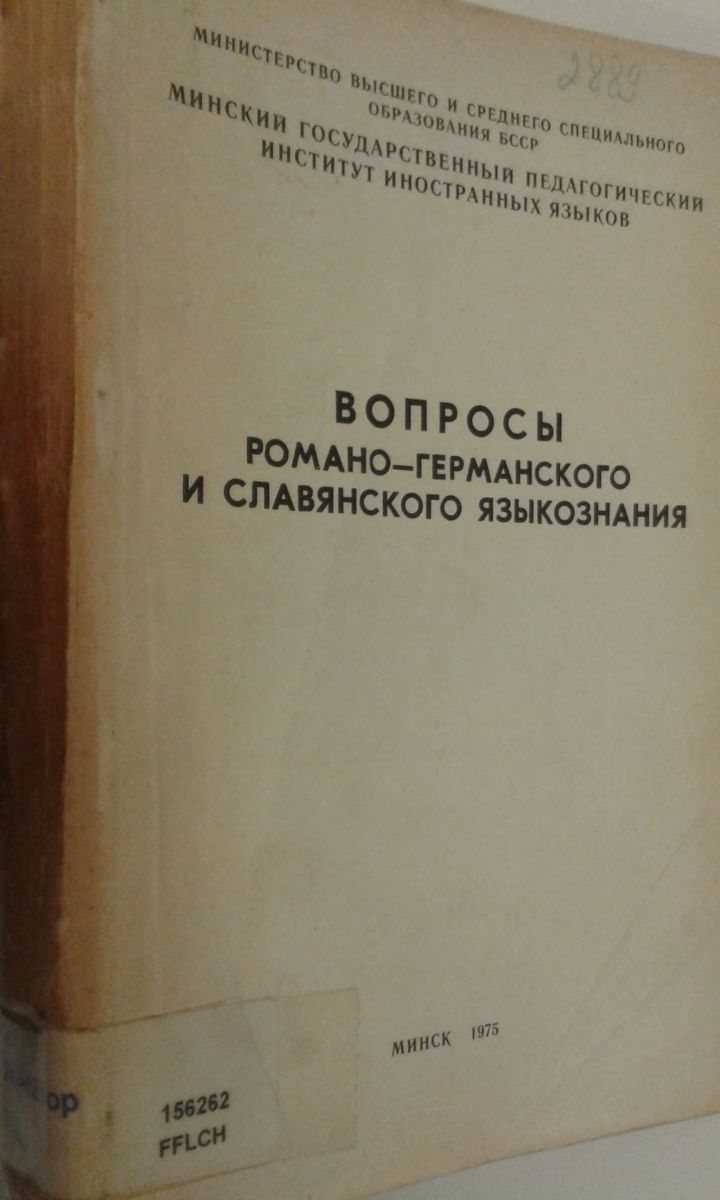 2889
МИНИСТЕРСТВО ВЫСШЕГО И СРЕДНЕГО СПЕЦИАЛЬНОГО
ОБРАЗОВАНИЯ БССР
МИНСКИЙ ГОСУДАРСТВЕННЫЙ ПЕДАГОГИЧЕСКИЙ
ИНСТИТУТ ИНОСТРАННЫХ ЯЗЫКОВ
ВОПРОСЫ
РОМАНО-ГЕРМАНСКОГО
И СЛАВЯНСКОГО ЯЗЫКОЗНАНИЯ
МИНСК 1975
156262
FFLCH